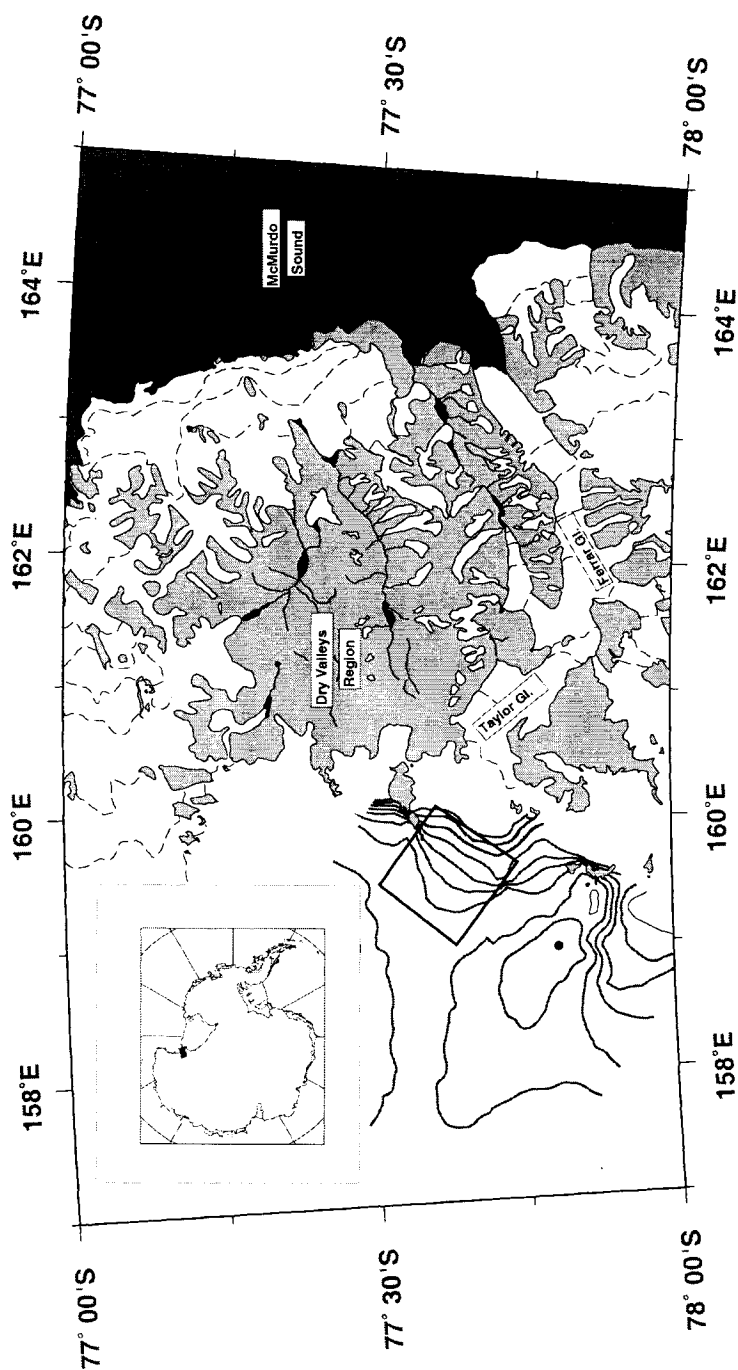 158°E
160°E
162°E
164°E
77° 00'S
77° 00'S
McMurdo
Sound
Dry Valleys
Region
77° 30'S
77° 30'S
Taylor Gl.
Ferrar Gl.
78° 00'S
78° 00'S
158°E
160°E
162°E
164°E